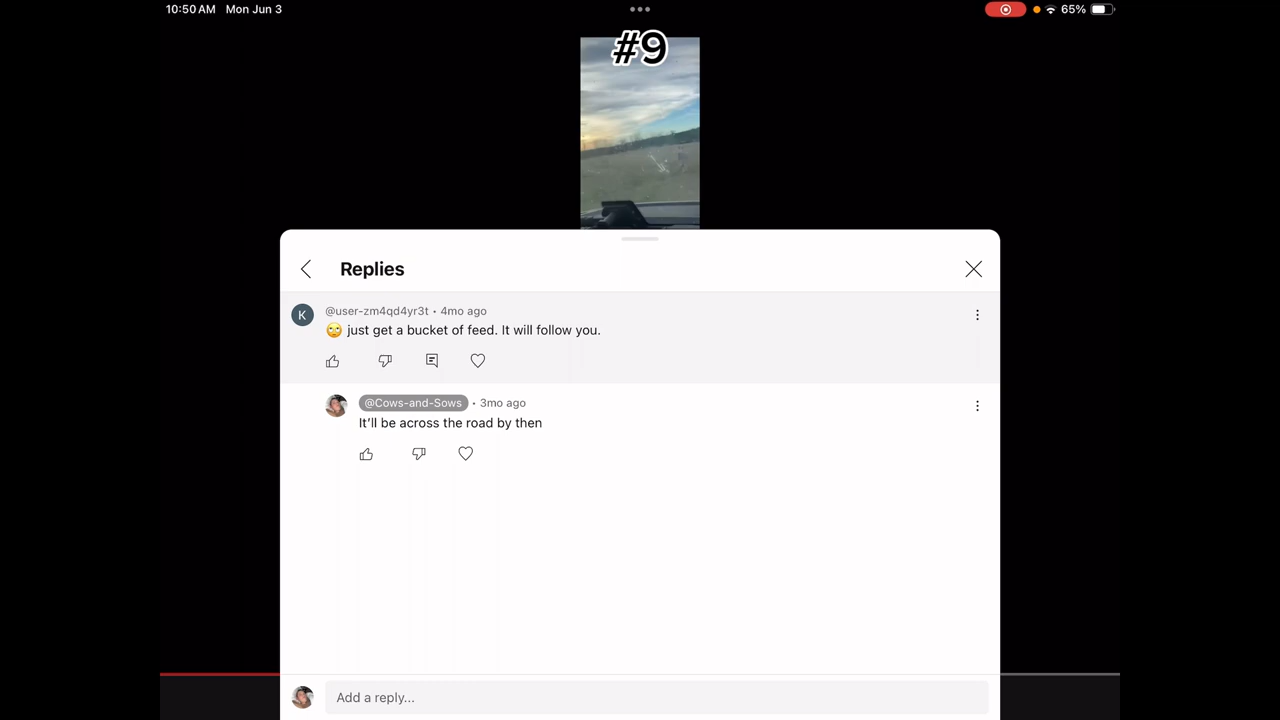 10:50 AM Mon Jun 3
65%
#9
Replies
K
@user-zm4qd4yr3t • 4mo ago
🙄 just get a bucket of feed. It will follow you.
@Cows-and-Sows • 3mo ago
It’ll be across the road by then
Add a reply...